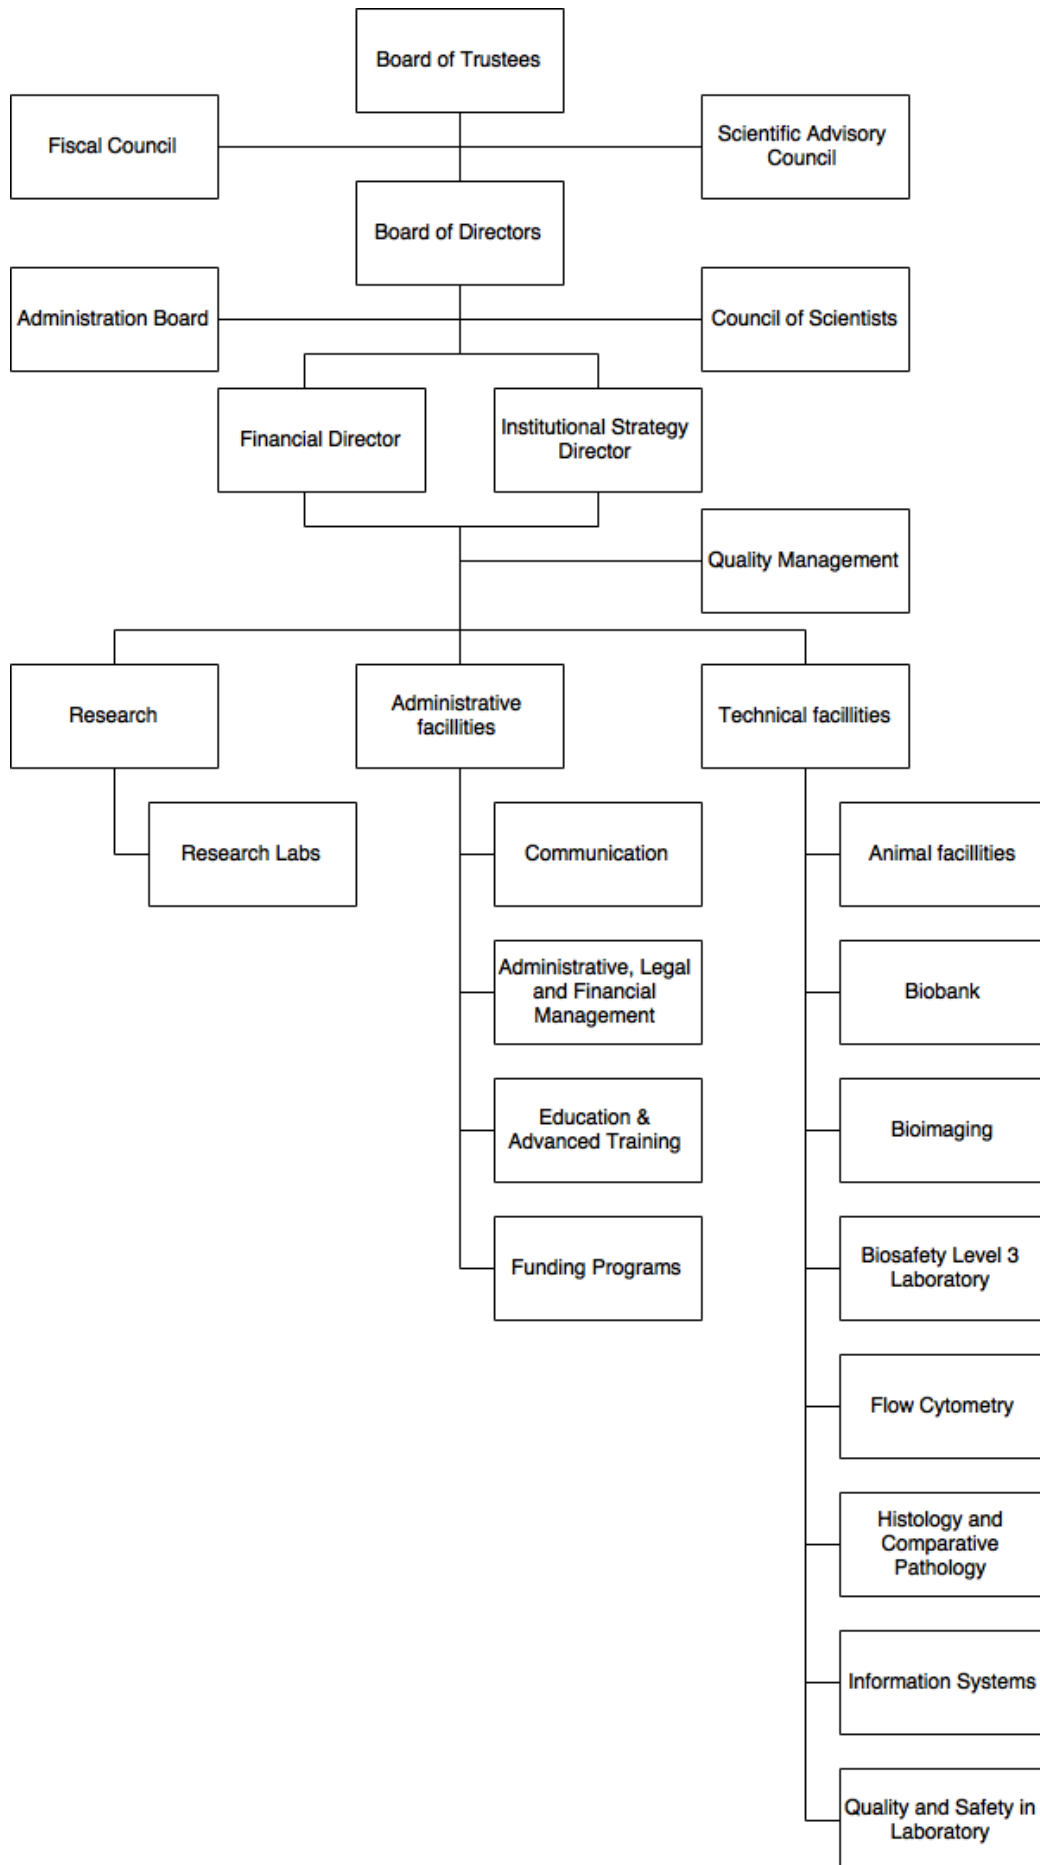 Board of Trustees
Fiscal Council
Scientific Advisory
Council
Board of Directors
Administration Board
Council of Scientists
Financial Director
Institutional Strategy
Director
Quality Management
Research
Administrative
facillities
Technical facillities
Research Labs
Communication
Animal facillities
Administrative, Legal
and Financial
Management
Biobank
Education &
Advanced Training
Bioimaging
Funding Programs
Biosafety Level 3
Laboratory
Flow Cytometry
Histology and
Comparative
Pathology
Information Systems
Quality and Safety in
Laboratory